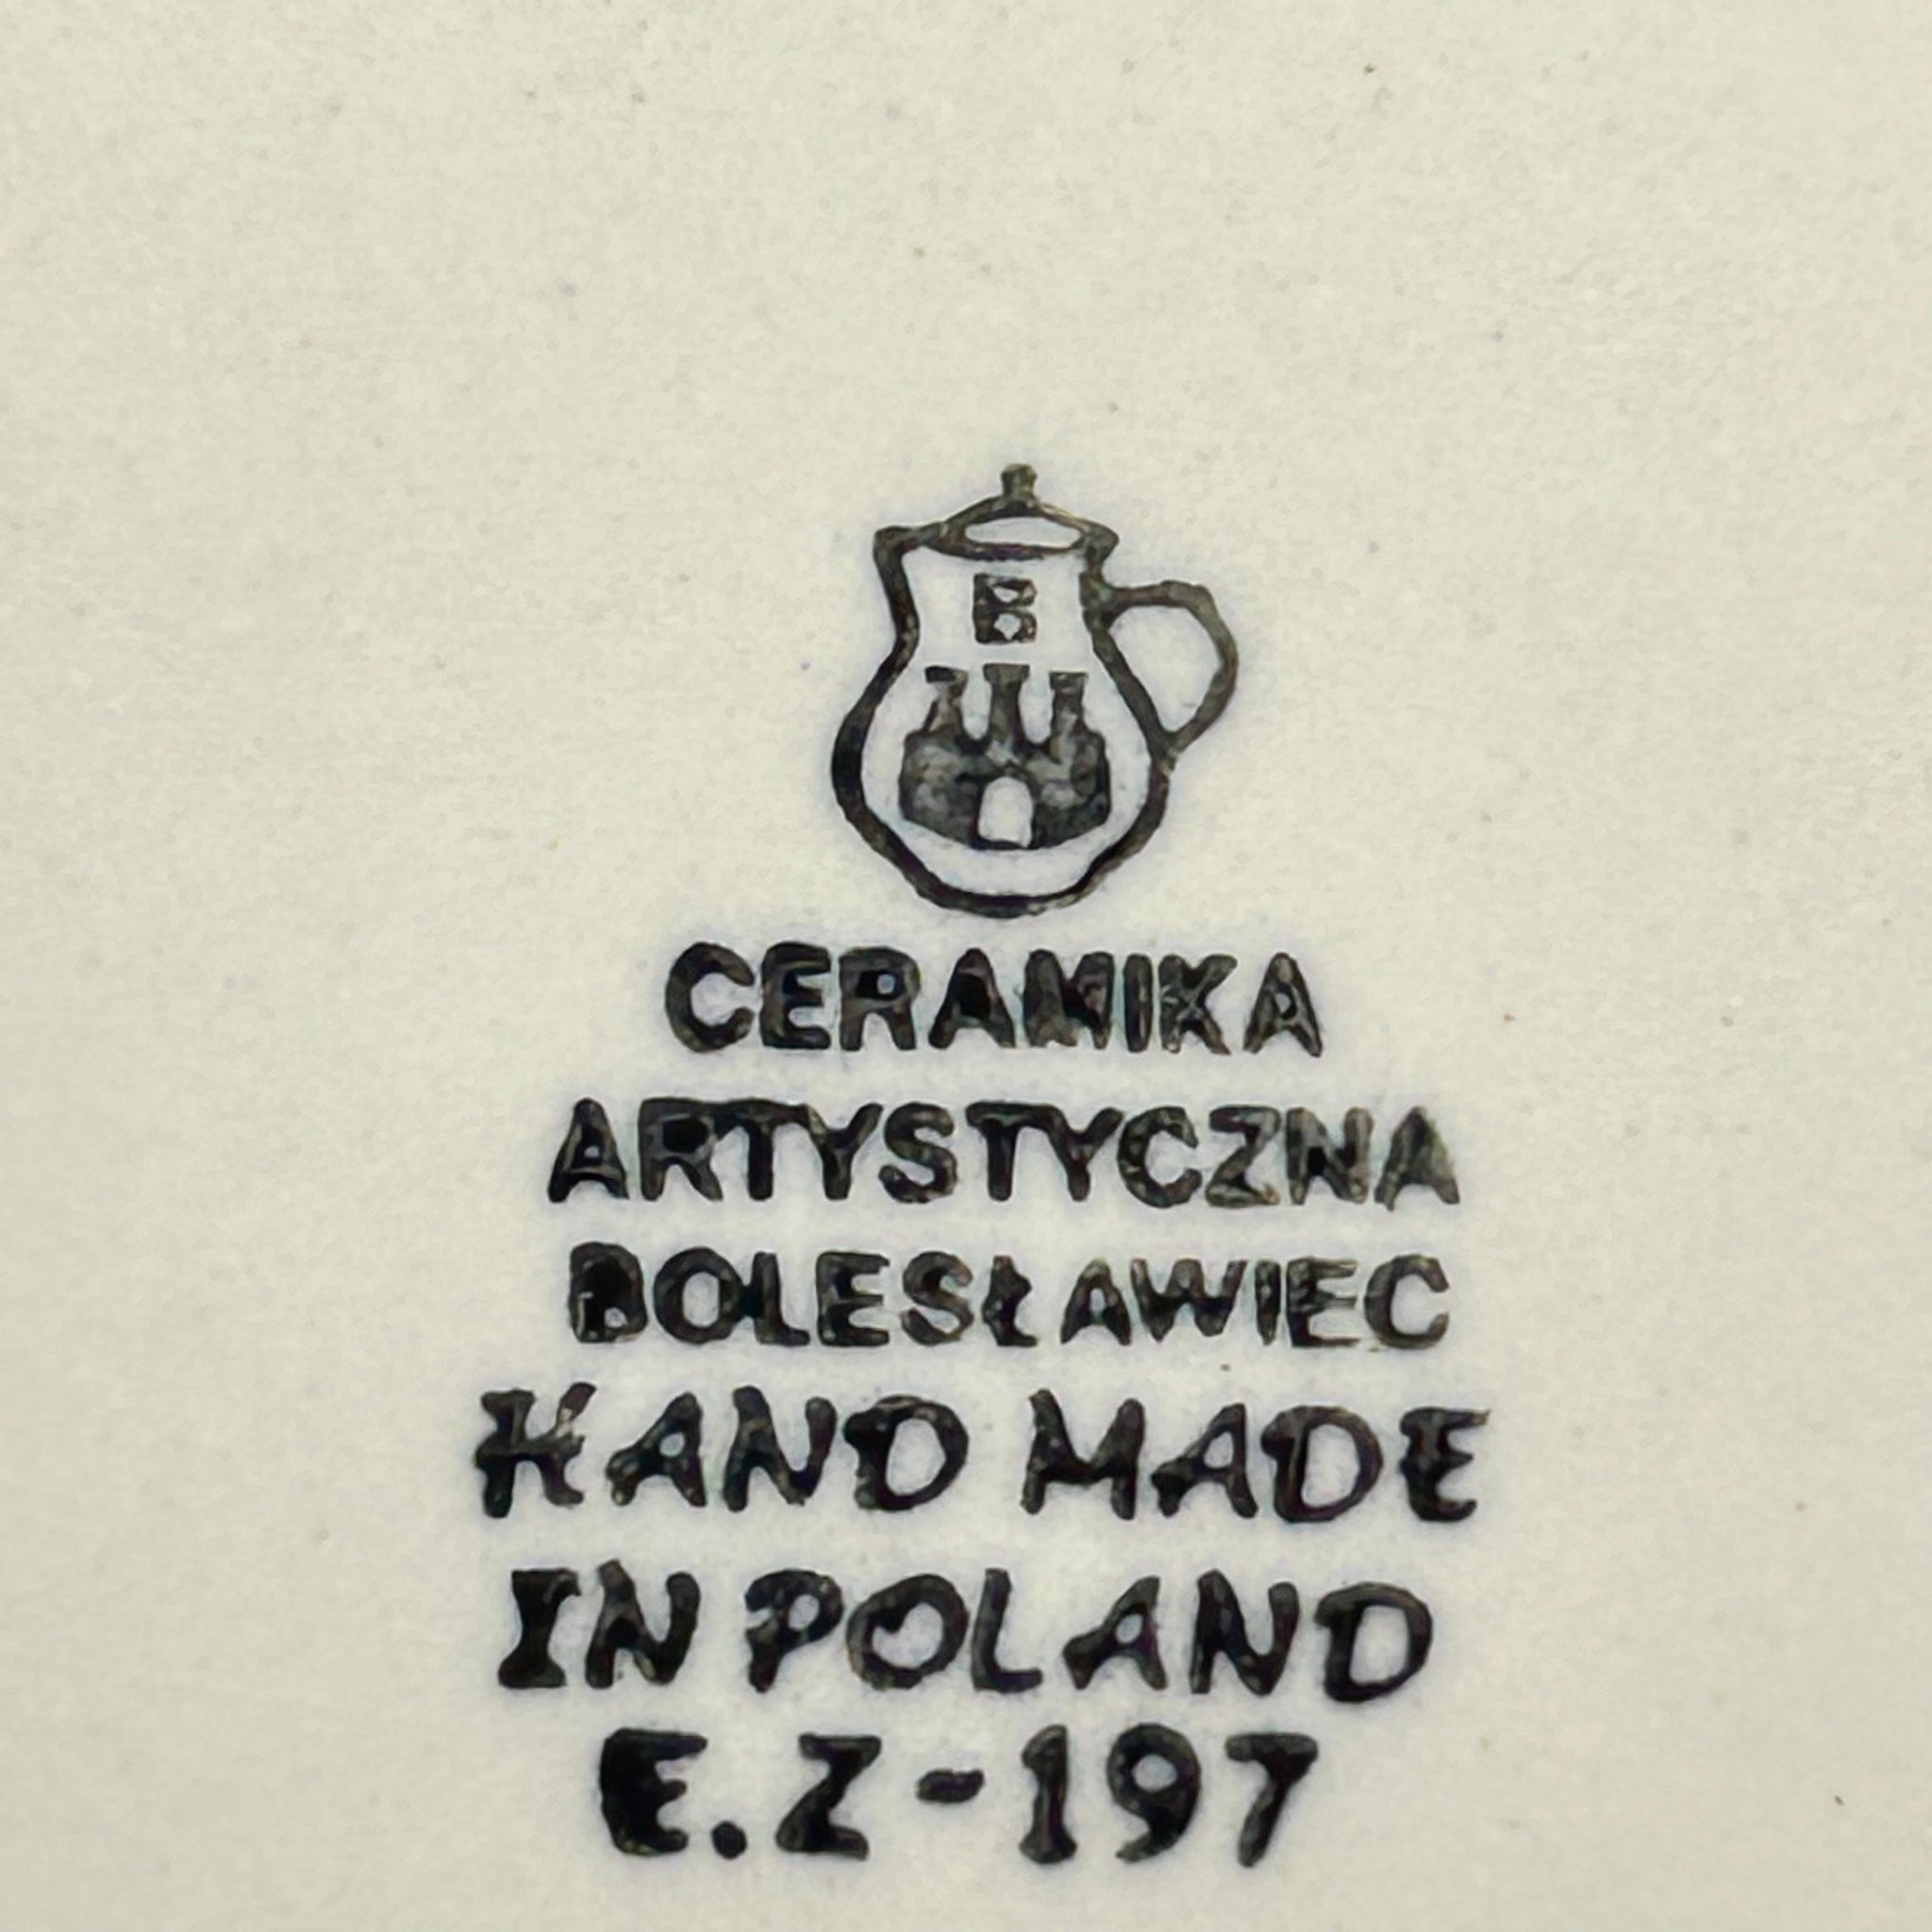 B
CERAMIKA
ARTYSTYCZNA
BOLESŁAWIEC
HAND MADE
IN POLAND
E.Z-197